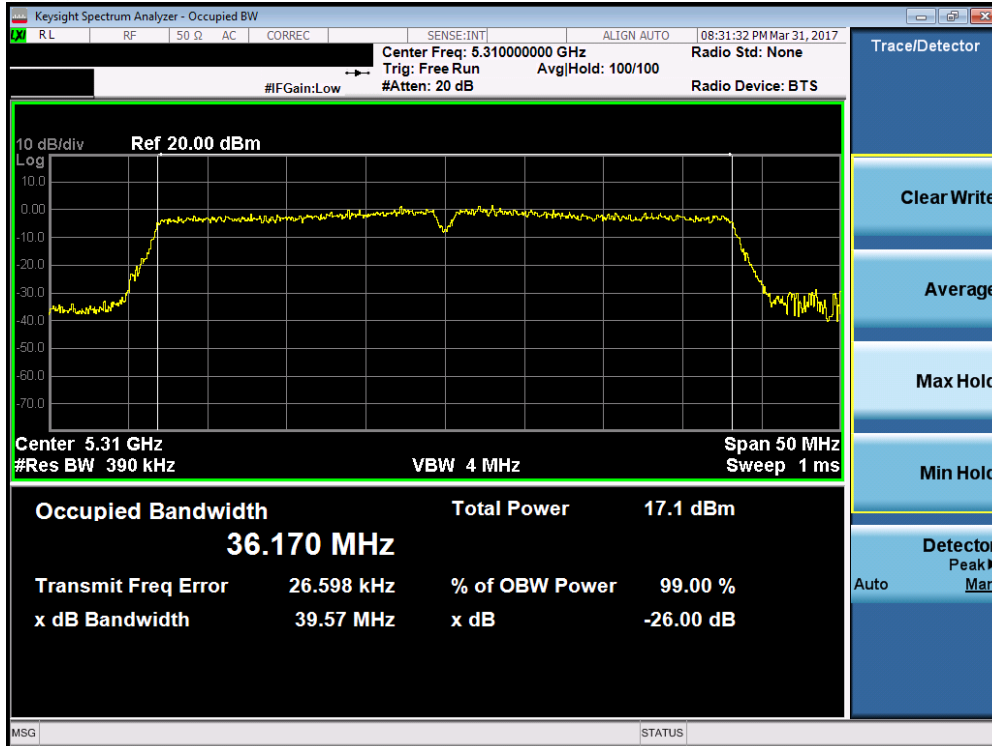 Keysight Spectrum Analyzer - Occupied BW
LXI RL RF 50 Ω AC CORREC SENSE:INT ALIGN AUTO 08:31:32 PM Mar 31, 2017
Center Freq: 5.310000000 GHz Radio Std: None
Trig: Free Run Avg|Hold: 100/100
#IFGain:Low #Atten: 20 dB Radio Device: BTS
10 dB/div Ref 20.00 dBm
Log
10.0
0.00
-10.0
-20.0
-30.0
-40.0
-50.0
-60.0
-70.0
Center 5.31 GHz Span 50 MHz
#Res BW 390 kHz VBW 4 MHz Sweep 1 ms
Occupied Bandwidth Total Power 17.1 dBm
36.170 MHz
Transmit Freq Error 26.598 kHz % of OBW Power 99.00 %
x dB Bandwidth 39.57 MHz x dB -26.00 dB
Trace/Detector
Clear Write
Average
Max Hold
Min Hold
Detector
Peak
Auto Man
MSG STATUS